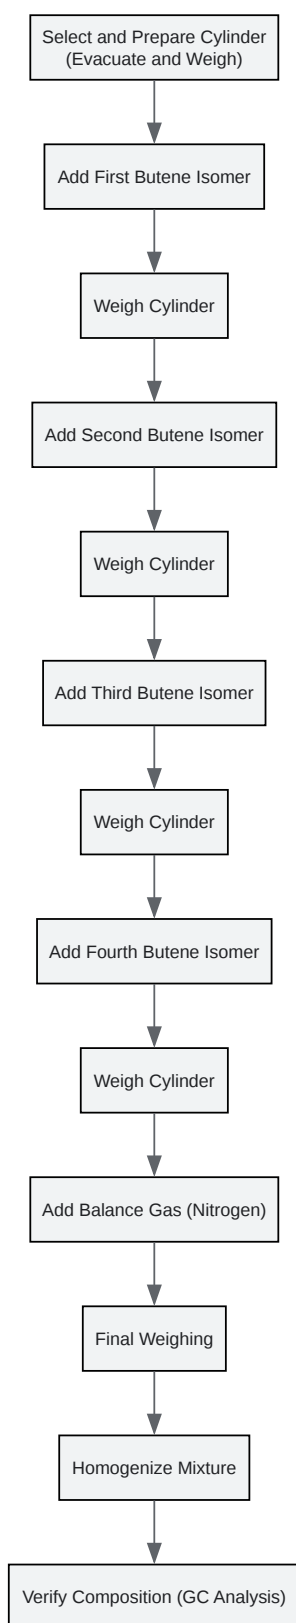 Select and Prepare Cylinder
(Evacuate and Weigh)
Add First Butene Isomer
Weigh Cylinder
Add Second Butene Isomer
Weigh Cylinder
Add Third Butene Isomer
Weigh Cylinder
Add Fourth Butene Isomer
Weigh Cylinder
Add Balance Gas (Nitrogen)
Final Weighing
Homogenize Mixture
Verify Composition (GC Analysis)